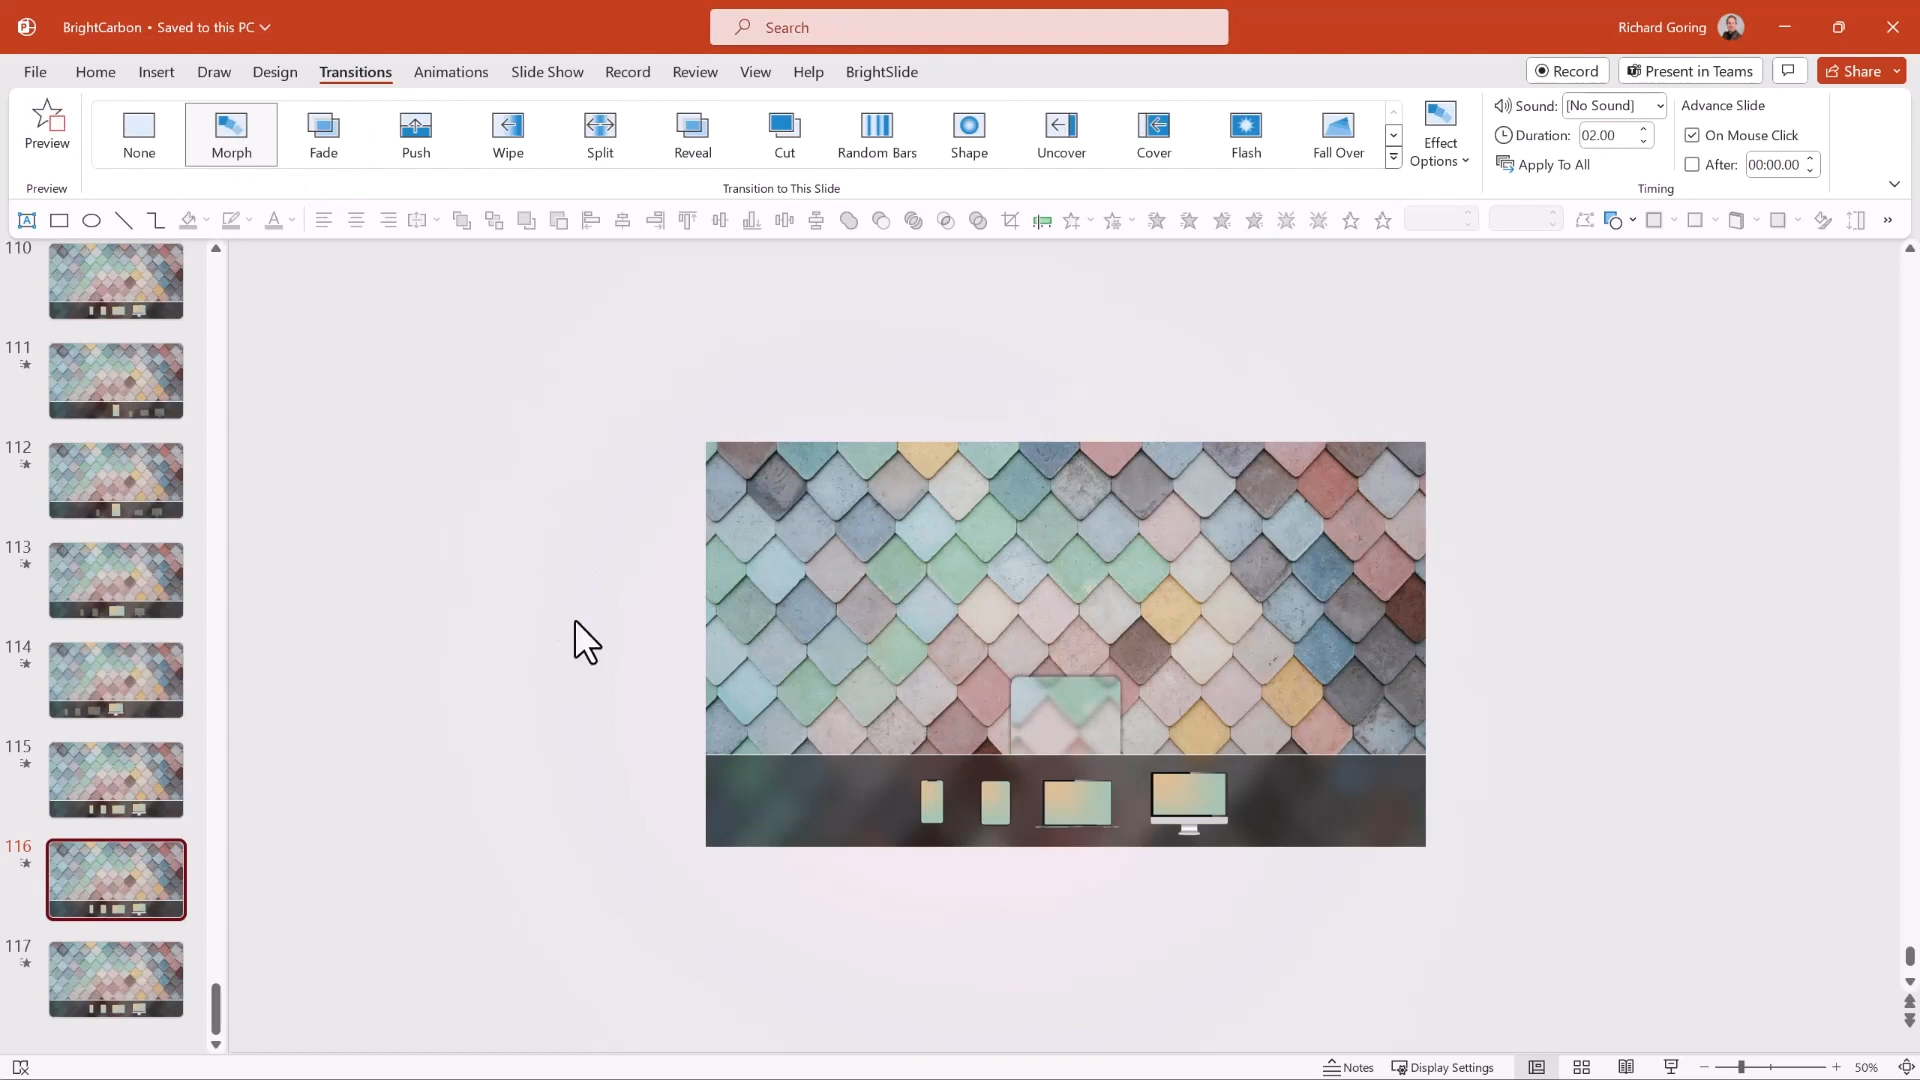 BrightCarbon • Saved to this PC
Search
Richard Goring
File Home Insert Draw Design Transitions Animations Slide Show Record Review View Help BrightSlide
Record Present in Teams Share
Preview
None Morph Fade Push Wipe Split Reveal Cut Random Bars Shape Uncover Cover Flash Fall Over
Effect
Options
Sound: [No Sound]
Duration: 02.00
Apply To All
Advance Slide
On Mouse Click
After: 00:00.00
Preview
Transition to This Slide
Timing
110
111
112
113
114
115
116
117
Notes Display Settings 50%